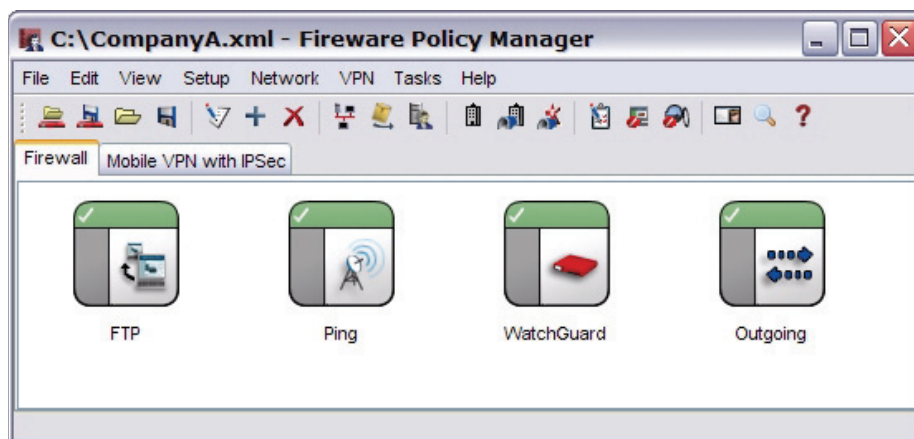 C:\CompanyA.xml - Fireware Policy Manager
File Edit View Setup Network VPN Tasks Help
Firewall Mobile VPN with IPSec
FTP Ping WatchGuard Outgoing